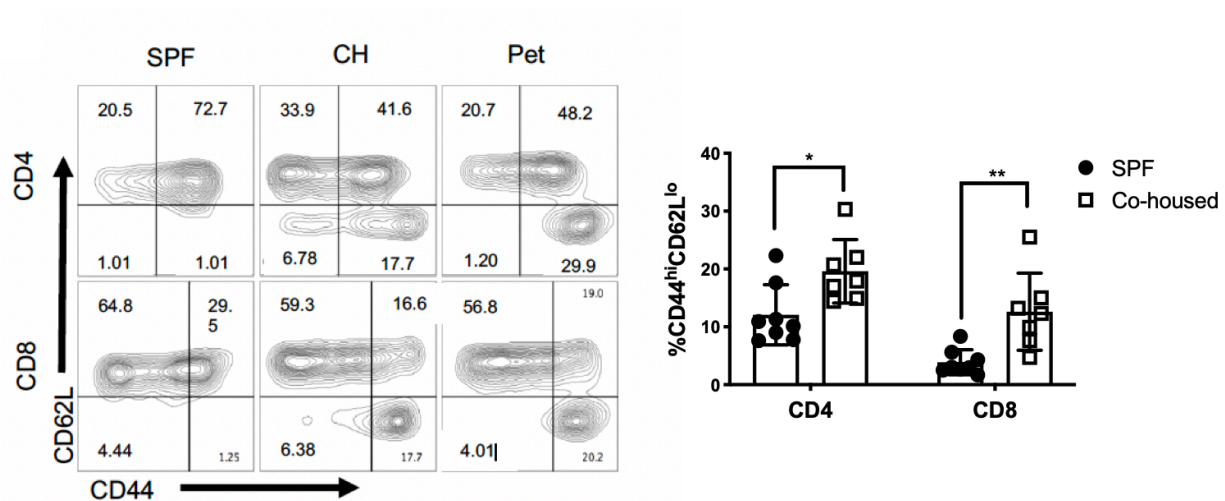 SPF CH Pet
20.5 72.7 33.9 41.6 20.7 48.2
CD4
1.01 1.01 6.78 17.7 1.20 29.9
64.8 29.
5 59.3 16.6 56.8 19.0
CD8
4.44 1.25 6.38 17.7 4.01 20.2
CD62L
CD44
%CD44hiCD62Llo
40
30
20
10
0
* **
CD4 CD8
SPF
Co-housed